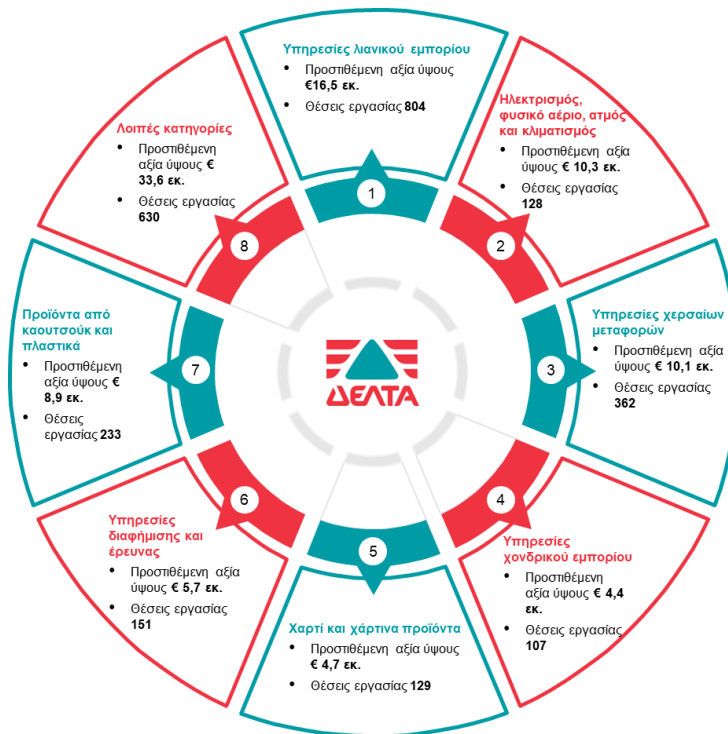 Υπηρεσίες λιανικού εμπορίου
• Προστιθέμενη αξία ύψους
€16,5 εκ.
• Θέσεις εργασίας 804
1
Ηλεκτρισμός,
φυσικό αέριο, ατμός
και κλιματισμός
• Προστιθέμενη αξία
ύψους € 10,3 εκ.
• Θέσεις εργασίας
128
2
Υπηρεσίες χερσαίων
μεταφορών
• Προστιθέμενη αξία
ύψους € 10,1 εκ.
• Θέσεις εργασίας
362
3
Υπηρεσίες
χονδρικού εμπορίου
• Προστιθέμενη
αξία ύψους € 4,4
εκ.
• Θέσεις εργασίας
107
4
Χαρτί και χάρτινα προϊόντα
• Προστιθέμενη αξία ύψους
€ 4,7 εκ.
• Θέσεις εργασίας 129
5
Υπηρεσίες
διαφήμισης και
έρευνας
• Προστιθέμενη αξία
ύψους € 5,7 εκ.
• Θέσεις εργασίας
151
6
Προϊόντα από
καουτσούκ και
πλαστικά
• Προστιθέμενη
αξία ύψους €
8,9 εκ.
• Θέσεις
εργασίας 233
7
Λοιπές κατηγορίες
• Προστιθέμενη
αξία ύψους €
33,6 εκ.
• Θέσεις εργασίας
630
8
ΔΕΛΤΑ